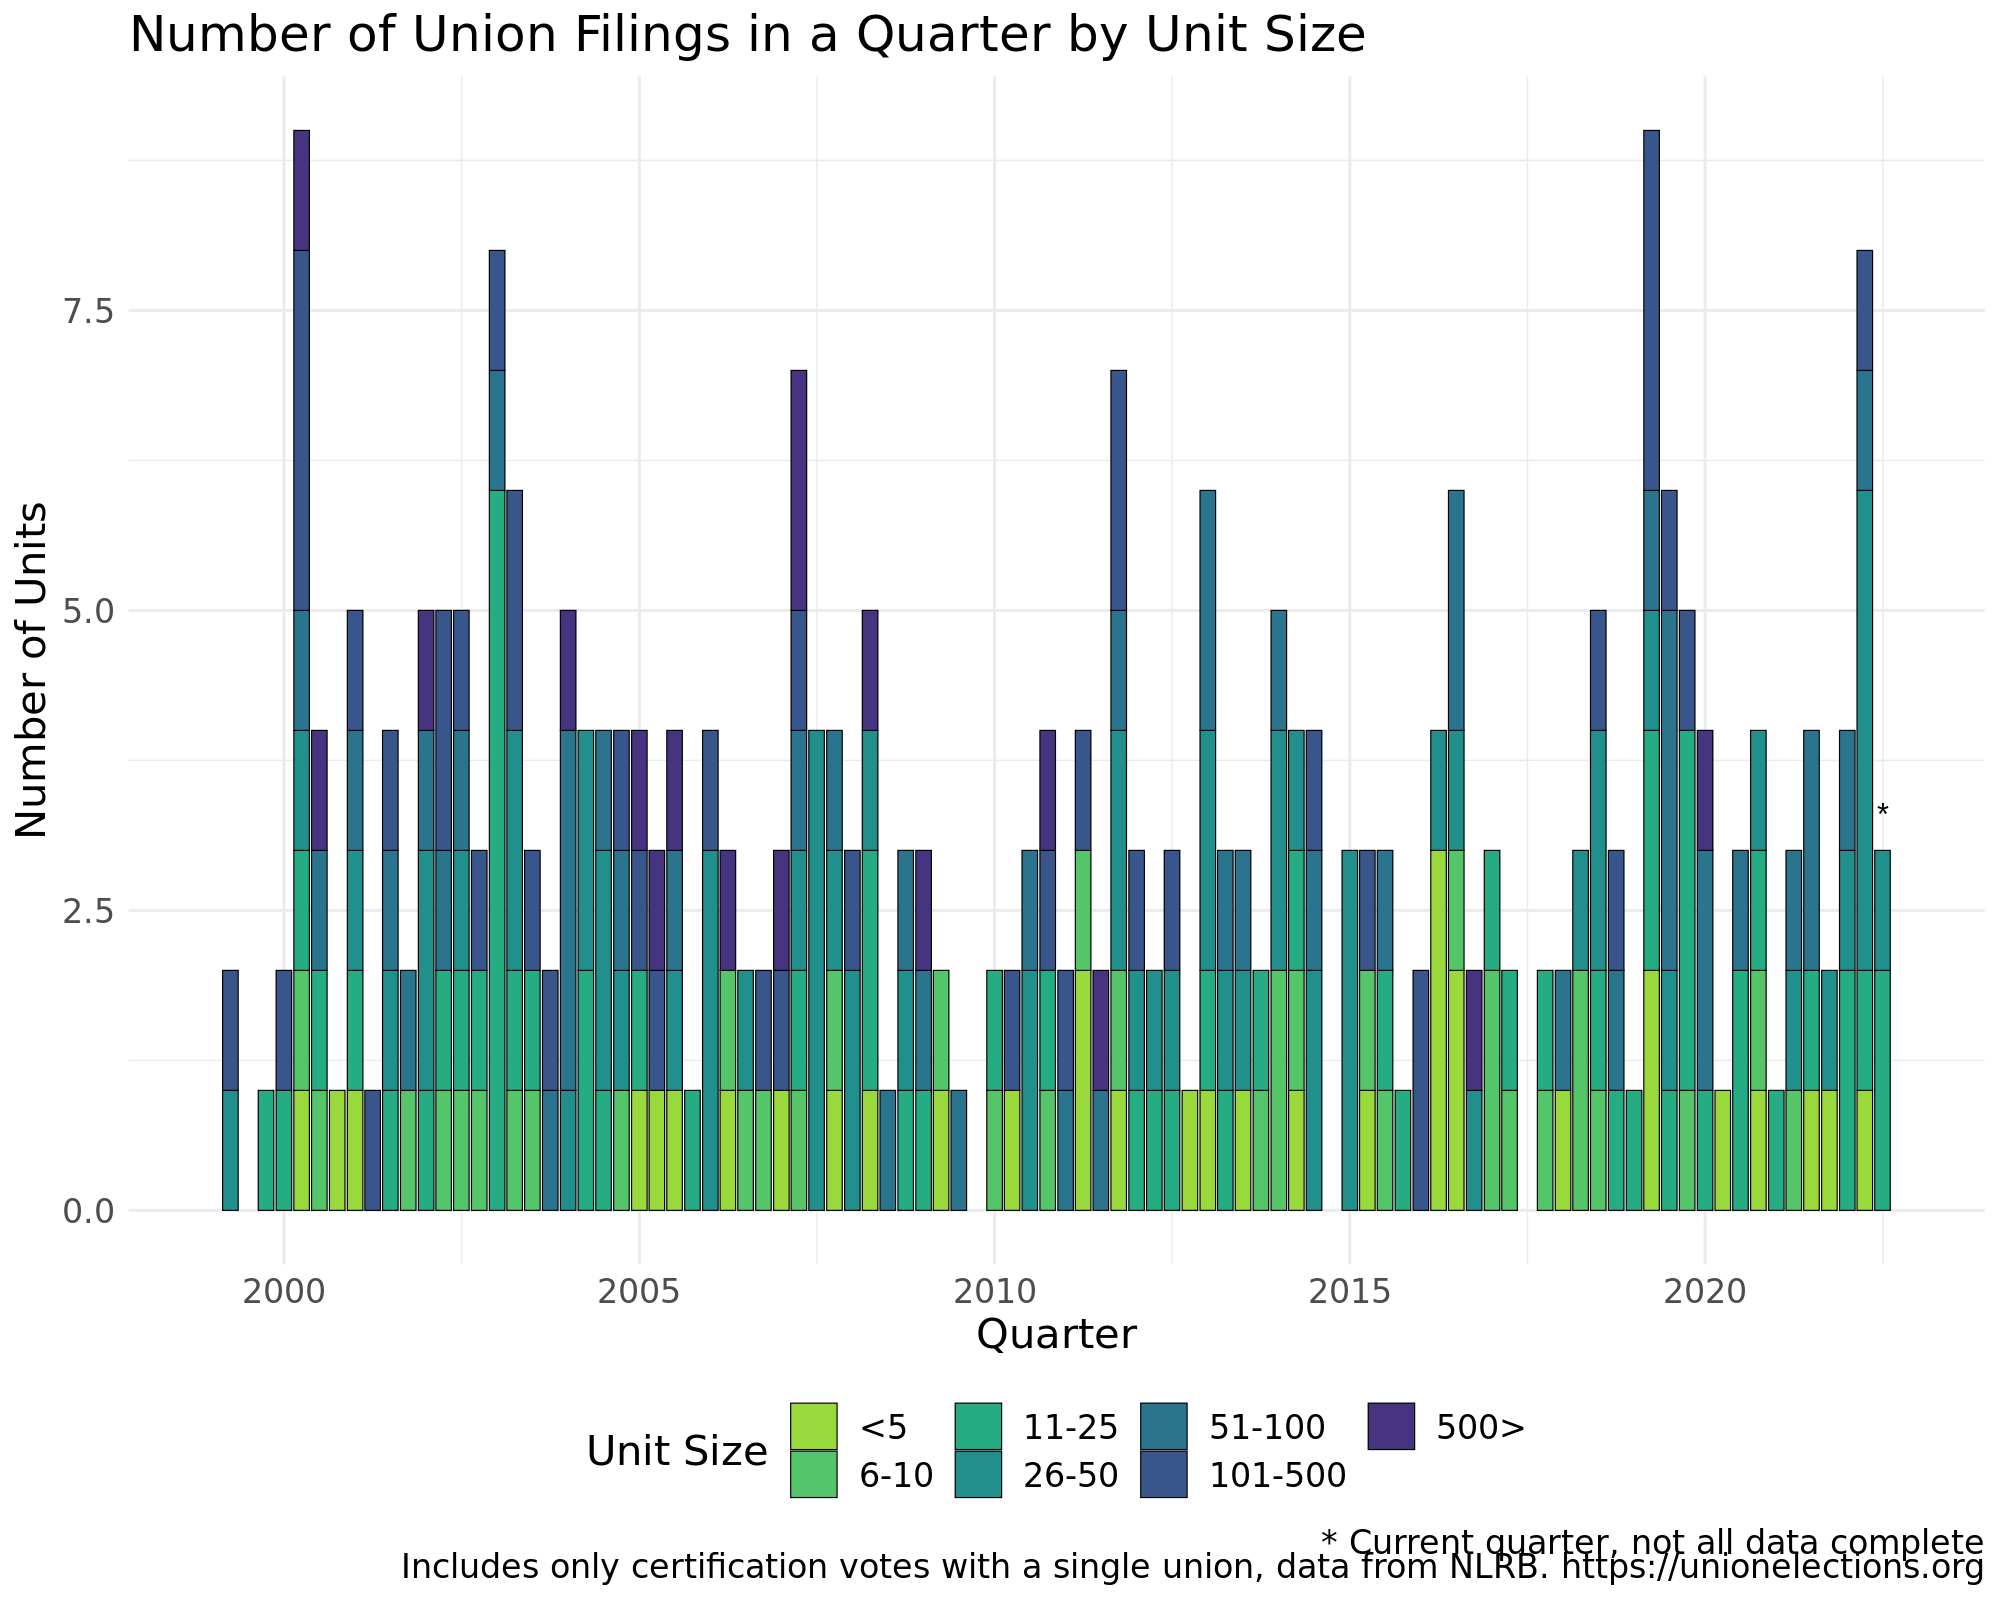 Number of Union Filings in a Quarter by Unit Size
Number of Units
7.5
5.0
2.5
0.0
*
2000 2005 2010 2015 2020
Quarter
Unit Size
<5 11-25 51-100 500>
6-10 26-50 101-500
* Current quarter, not all data complete
Includes only certification votes with a single union, data from NLRB. https://unionelections.org